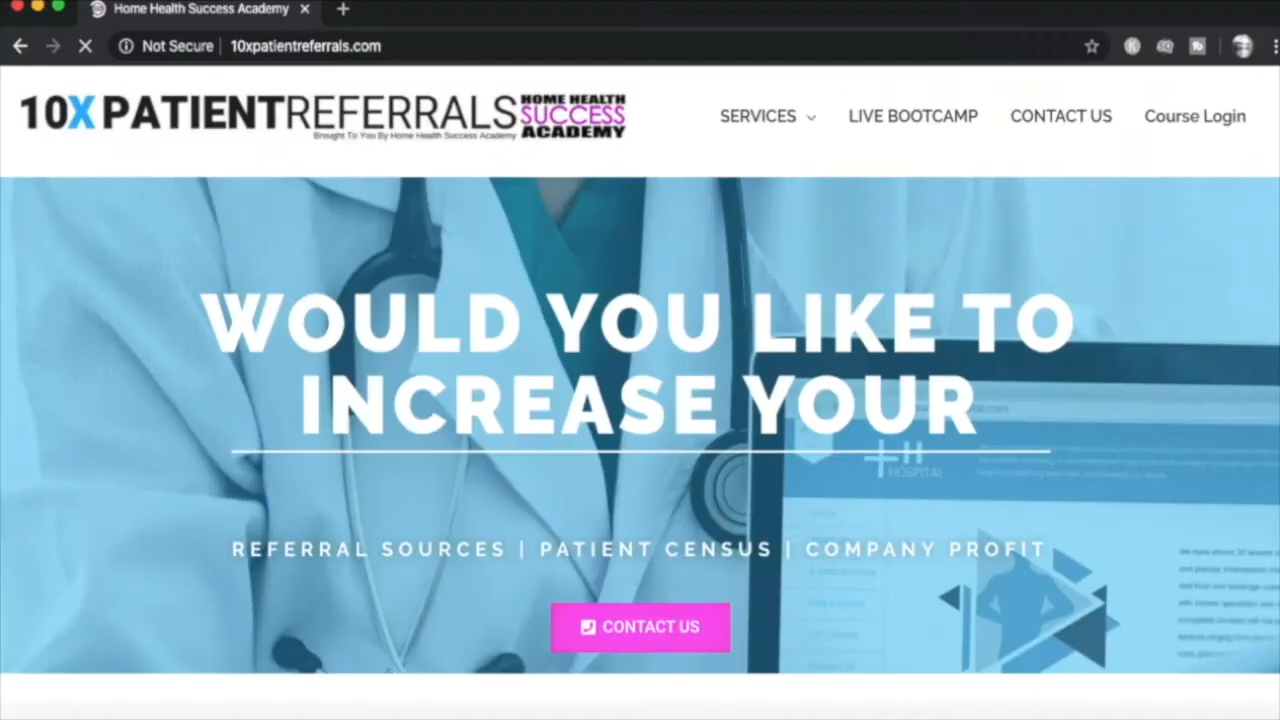 Home Health Success Academy
Not Secure | 10xpatientreferrals.com
10X PATIENTREFERRALS
Brought To You By Home Health Success Academy
HOME HEALTH
SUCCESS
ACADEMY
SERVICES
LIVE BOOTCAMP
CONTACT US
Course Login
WOULD YOU LIKE TO
INCREASE YOUR
REFERRAL SOURCES | PATIENT CENSUS | COMPANY PROFIT
CONTACT US
HOSPITAL